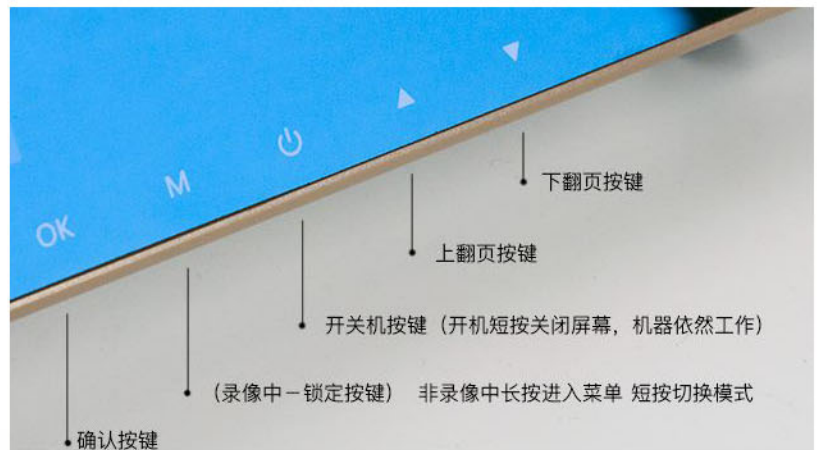 OK
M
下翻页按键
上翻页按键
开关机按键（开机短按关闭屏幕，机器依然工作）
（录像中－锁定按键） 非录像中长按进入菜单 短按切换模式
确认按键